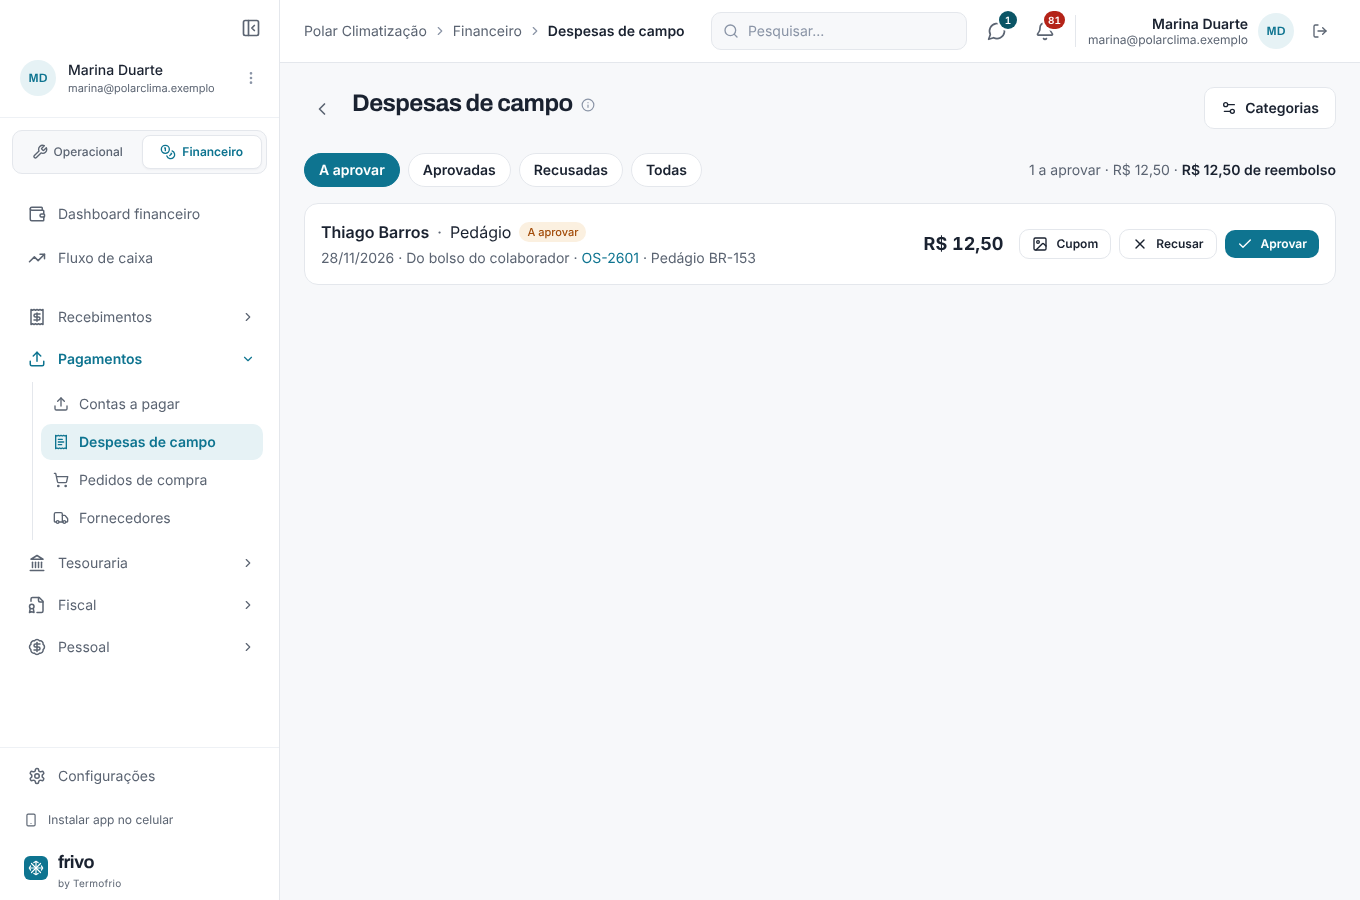 MD
Marina Duarte
marina@polarclima.exemplo
Operacional
Financeiro
Dashboard financeiro
Fluxo de caixa
Recebimentos
Pagamentos
Contas a pagar
Despesas de campo
Pedidos de compra
Fornecedores
Tesouraria
Fiscal
Pessoal
Configurações
Instalar app no celular
frivo
by Termofrio
Polar Climatização > Financeiro > Despesas de campo
Pesquisar...
1
81
Marina Duarte
marina@polarclima.exemplo
MD
Despesas de campo
Categorias
A aprovar
Aprovadas
Recusadas
Todas
1 a aprovar · R$ 12,50 · R$ 12,50 de reembolso
Thiago Barros · Pedágio A aprovar
28/11/2026 · Do bolso do colaborador · OS-2601 · Pedágio BR-153
R$ 12,50
Cupom
Recusar
Aprovar